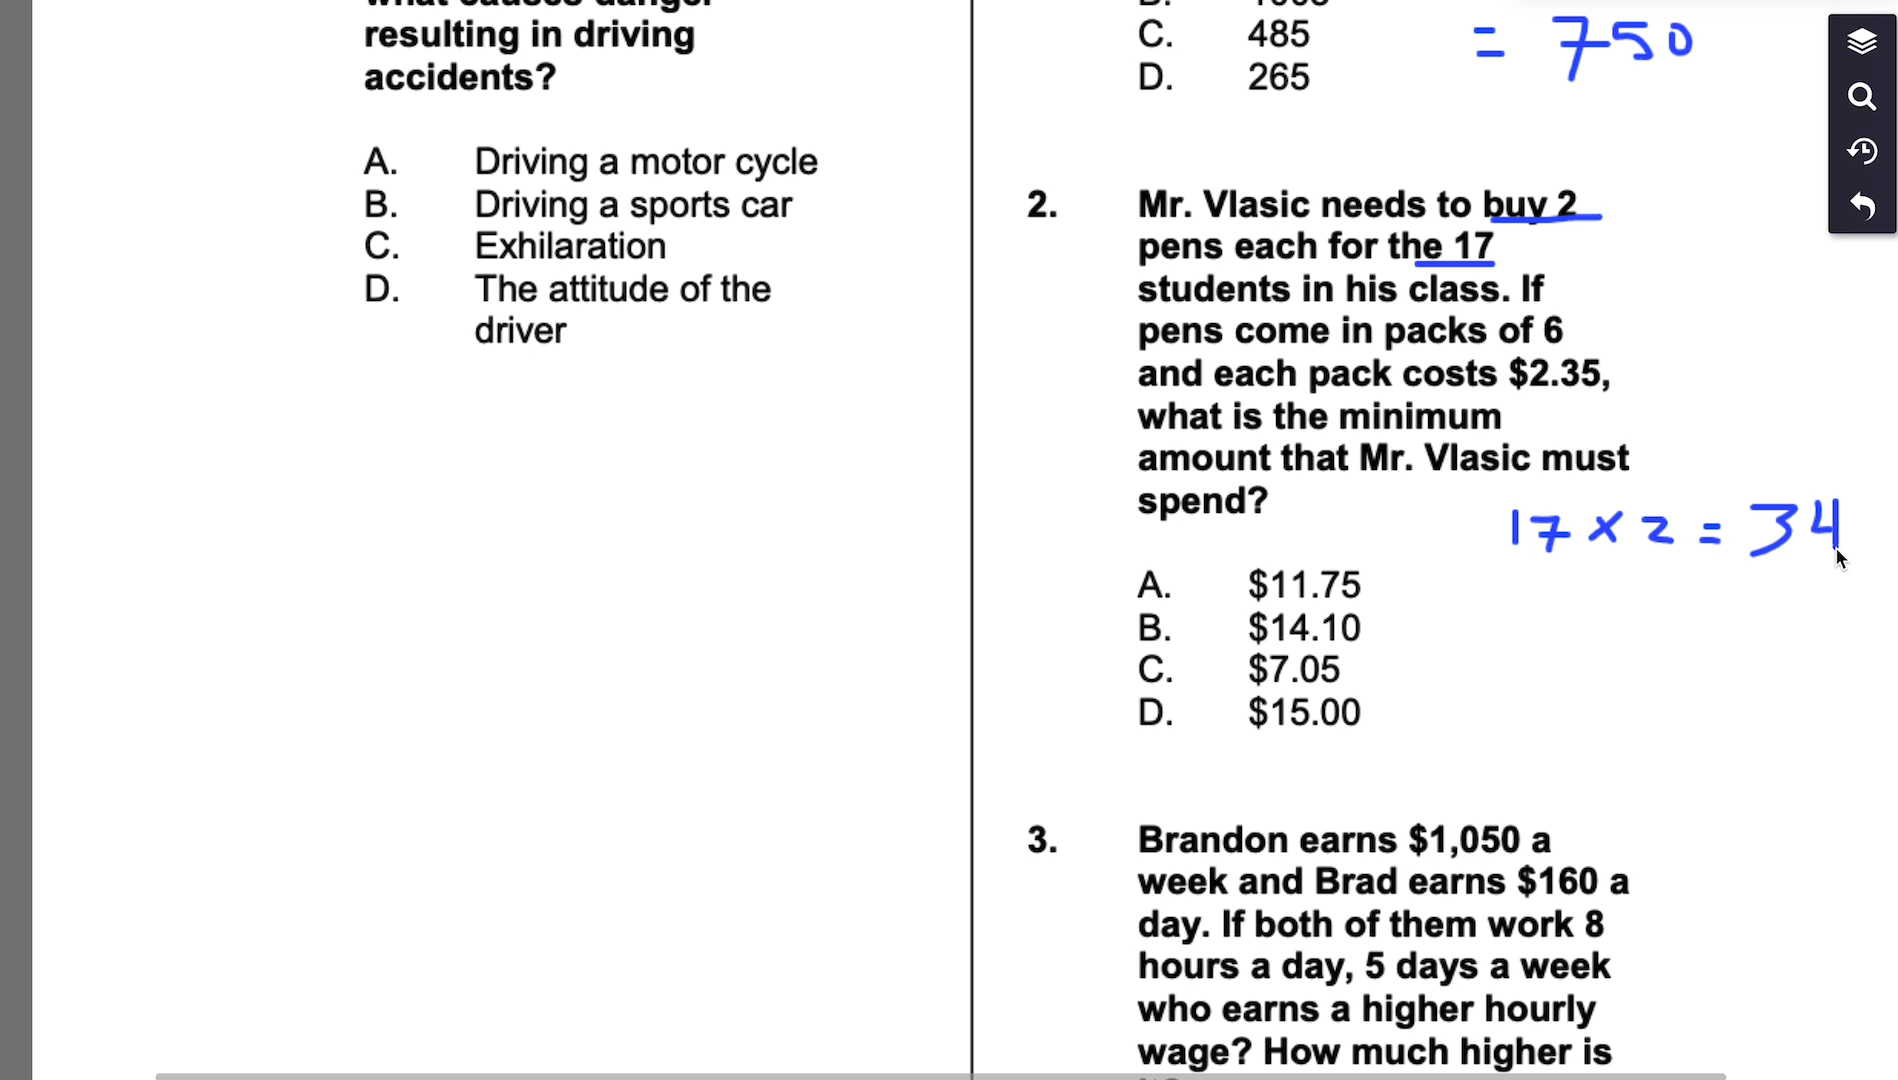 resulting in driving
accidents?
A. Driving a motor cycle
B. Driving a sports car
C. Exhilaration
D. The attitude of the
driver
C. 485
D. 265
= 750
2. Mr. Vlasic needs to buy 2
pens each for the 17
students in his class. If
pens come in packs of 6
and each pack costs $2.35,
what is the minimum
amount that Mr. Vlasic must
spend?
17 × 2 = 34
A. $11.75
B. $14.10
C. $7.05
D. $15.00
3. Brandon earns $1,050 a
week and Brad earns $160 a
day. If both of them work 8
hours a day, 5 days a week
who earns a higher hourly
wage? How much higher is